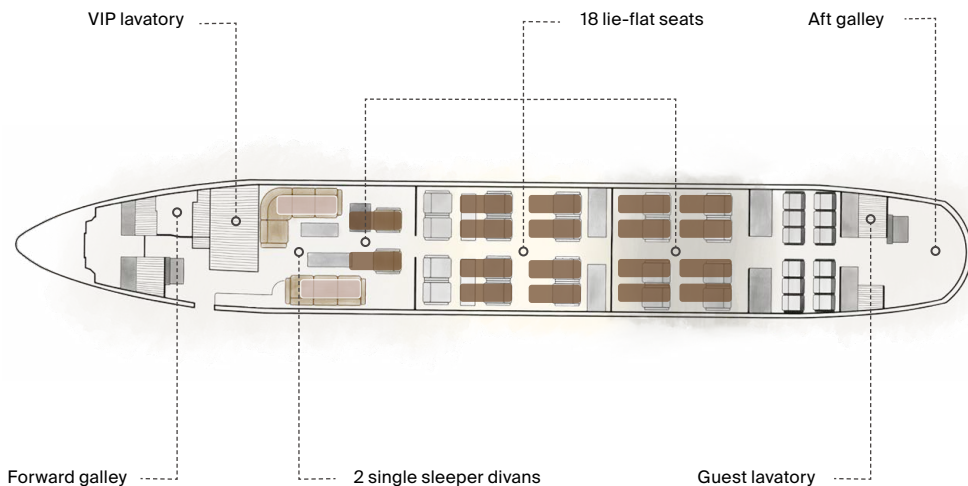 VIP lavatory
18 lie-flat seats
Aft galley
Forward galley
2 single sleeper divans
Guest lavatory